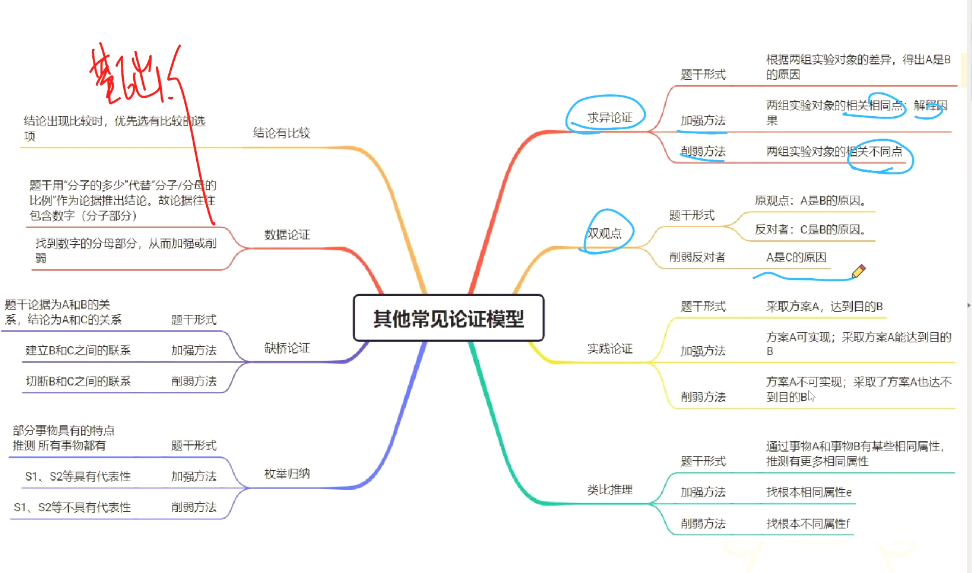 其他常见论证模型
求异论证
题干形式
根据两组实验对象的差异，得出A是B
的原因
加强方法
两组实验对象的相关相同点；解释因
果
削弱方法
两组实验对象的相关不同点
双观点
题干形式
原观点：A是B的原因。
反对者：C是B的原因。
削弱反对者
A是C的原因
实践论证
题干形式
采取方案A，达到目的B
加强方法
方案A可实现；采取方案A能达到目的
B
削弱方法
方案A不可实现；采取了方案A也达不
到目的B
类比推理
题干形式
通过事物A和事物B有某些相同属性，
推测有更多相同属性
加强方法
找根本相同属性e
削弱方法
找根本不同属性f
结论有比较
结论出现比较时，优先选有比较的选
项
数据论证
题干用“分子的多少”代替“分子/分母的
比例”作为论据推出结论。故论据往往
包含数字（分子部分）
找到数字的分母部分，从而加强或削
弱
缺桥论证
题干形式
题干论据为A和B的关
系，结论为A和C的关系
加强方法
建立B和C之间的联系
削弱方法
切断B和C之间的联系
枚举归纳
题干形式
部分事物具有的特点
推测 所有事物都有
加强方法
S1、S2等具有代表性
削弱方法
S1、S2等不具有代表性